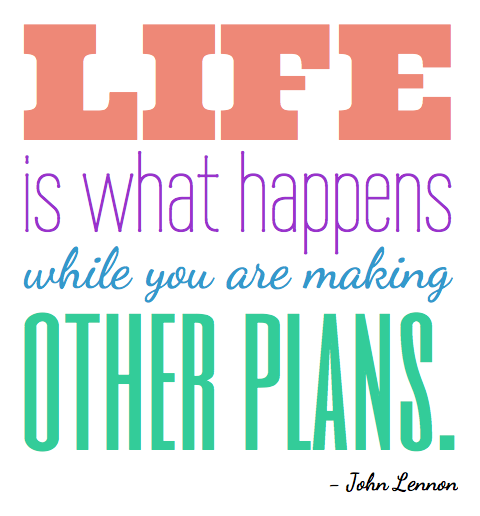 LIFE
is what happens
while you are making
OTHER PLANS.
- John Lennon